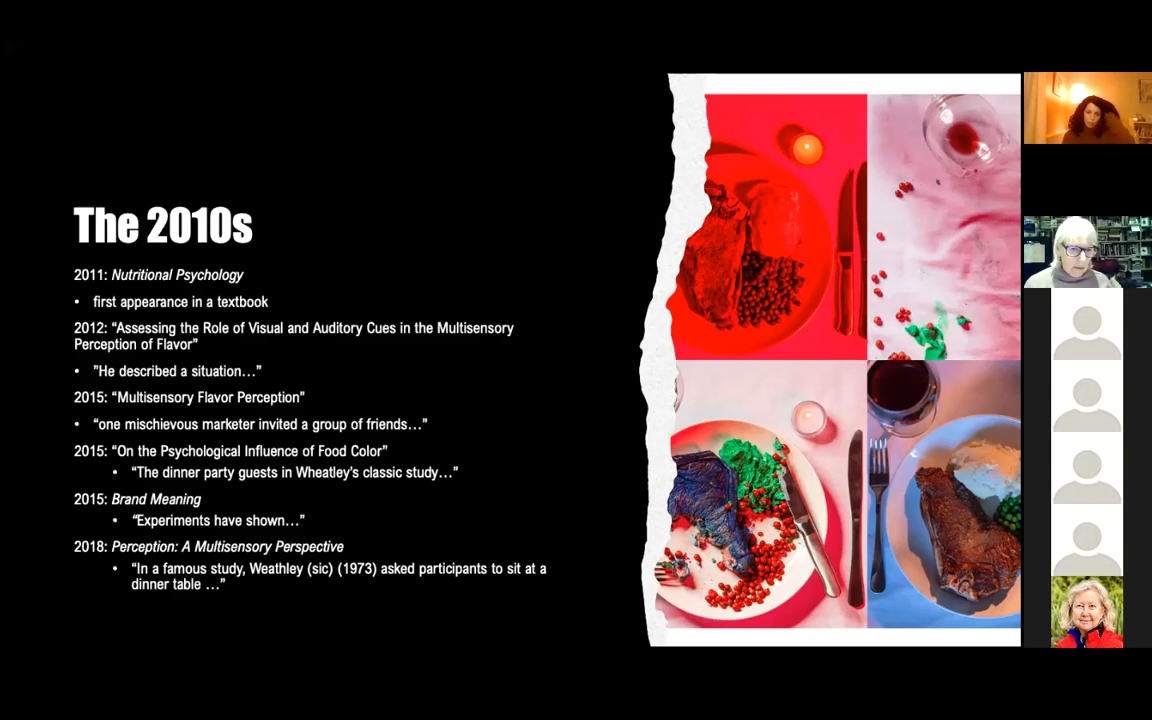 The 2010s
2011: Nutritional Psychology
• first appearance in a textbook
2012: “Assessing the Role of Visual and Auditory Cues in the Multisensory
Perception of Flavor”
• ”He described a situation…”
2015: “Multisensory Flavor Perception”
• “one mischievous marketer invited a group of friends…”
2015: “On the Psychological Influence of Food Color”
• “The dinner party guests in Wheatley’s classic study…”
2015: Brand Meaning
• “Experiments have shown…”
2018: Perception: A Multisensory Perspective
• “In a famous study, Weathley (sic) (1973) asked participants to sit at a
dinner table …”